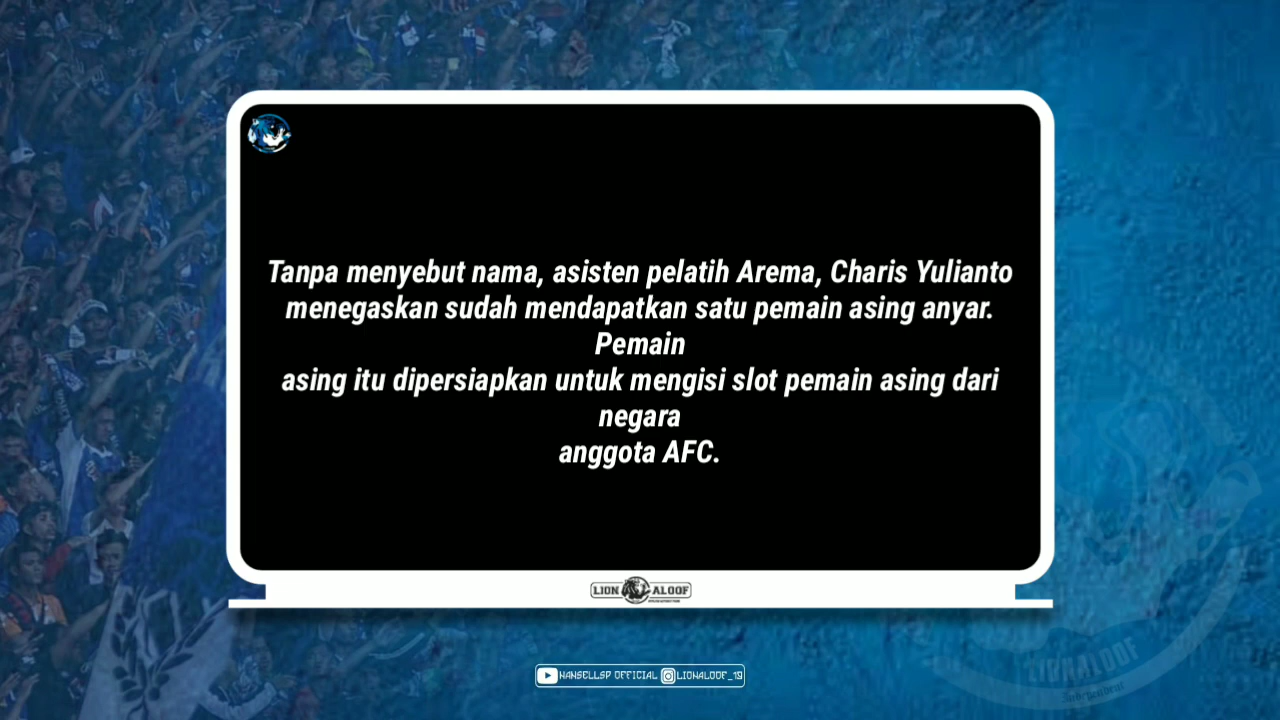 Tanpa menyebut nama, asisten pelatih Arema, Charis Yulianto
menegaskan sudah mendapatkan satu pemain asing anyar.
Pemain
asing itu dipersiapkan untuk mengisi slot pemain asing dari
negara
anggota AFC.
LION ALOOF
HANSELLSP OFFICIAL LIONALOOF_19
LIONALOOF